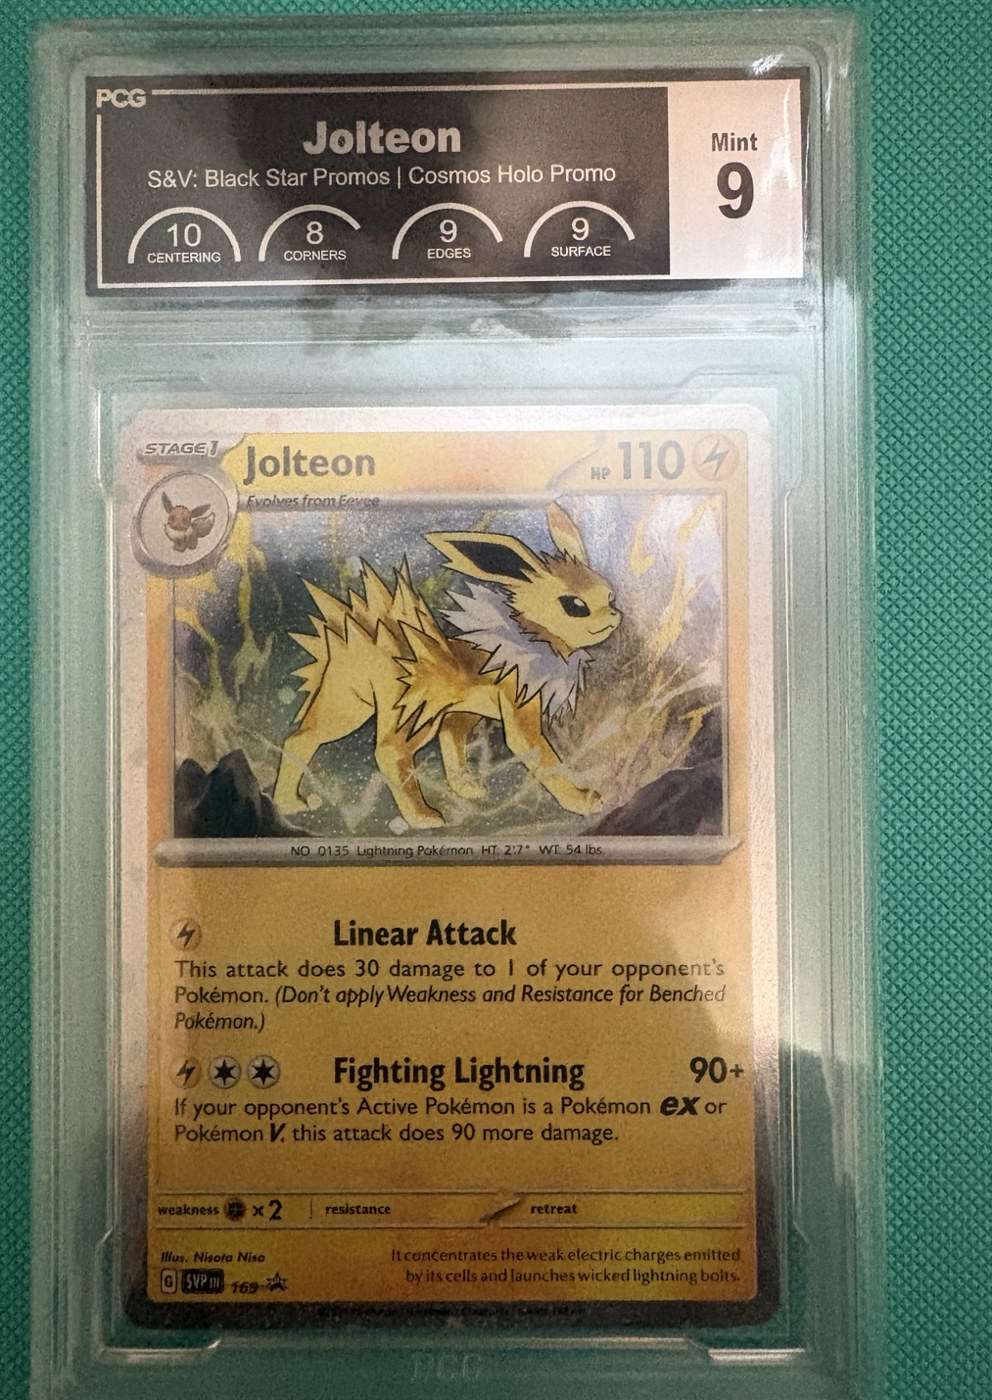 PCG
Jolteon
S&V: Black Star Promos | Cosmos Holo Promo
Mint
9
10
CENTERING
8
CORNERS
9
EDGES
9
SURFACE
STAGE 1
Jolteon
HP 110
Evolves from Eevee
NO 0135 Lightning Pokémon HT: 2'7" WT: 54 lbs.
Linear Attack
This attack does 30 damage to 1 of your opponent's
Pokémon. (Don't apply Weakness and Resistance for Benched
Pokémon.)
Fighting Lightning 90+
If your opponent's Active Pokémon is a Pokémon ex or
Pokémon V, this attack does 90 more damage.
weakness x2 resistance retreat
Illus. Nisota Niso
It concentrates the weak electric charges emitted
by its cells and launches wicked lightning bolts.
G SVP EN 169
PCG